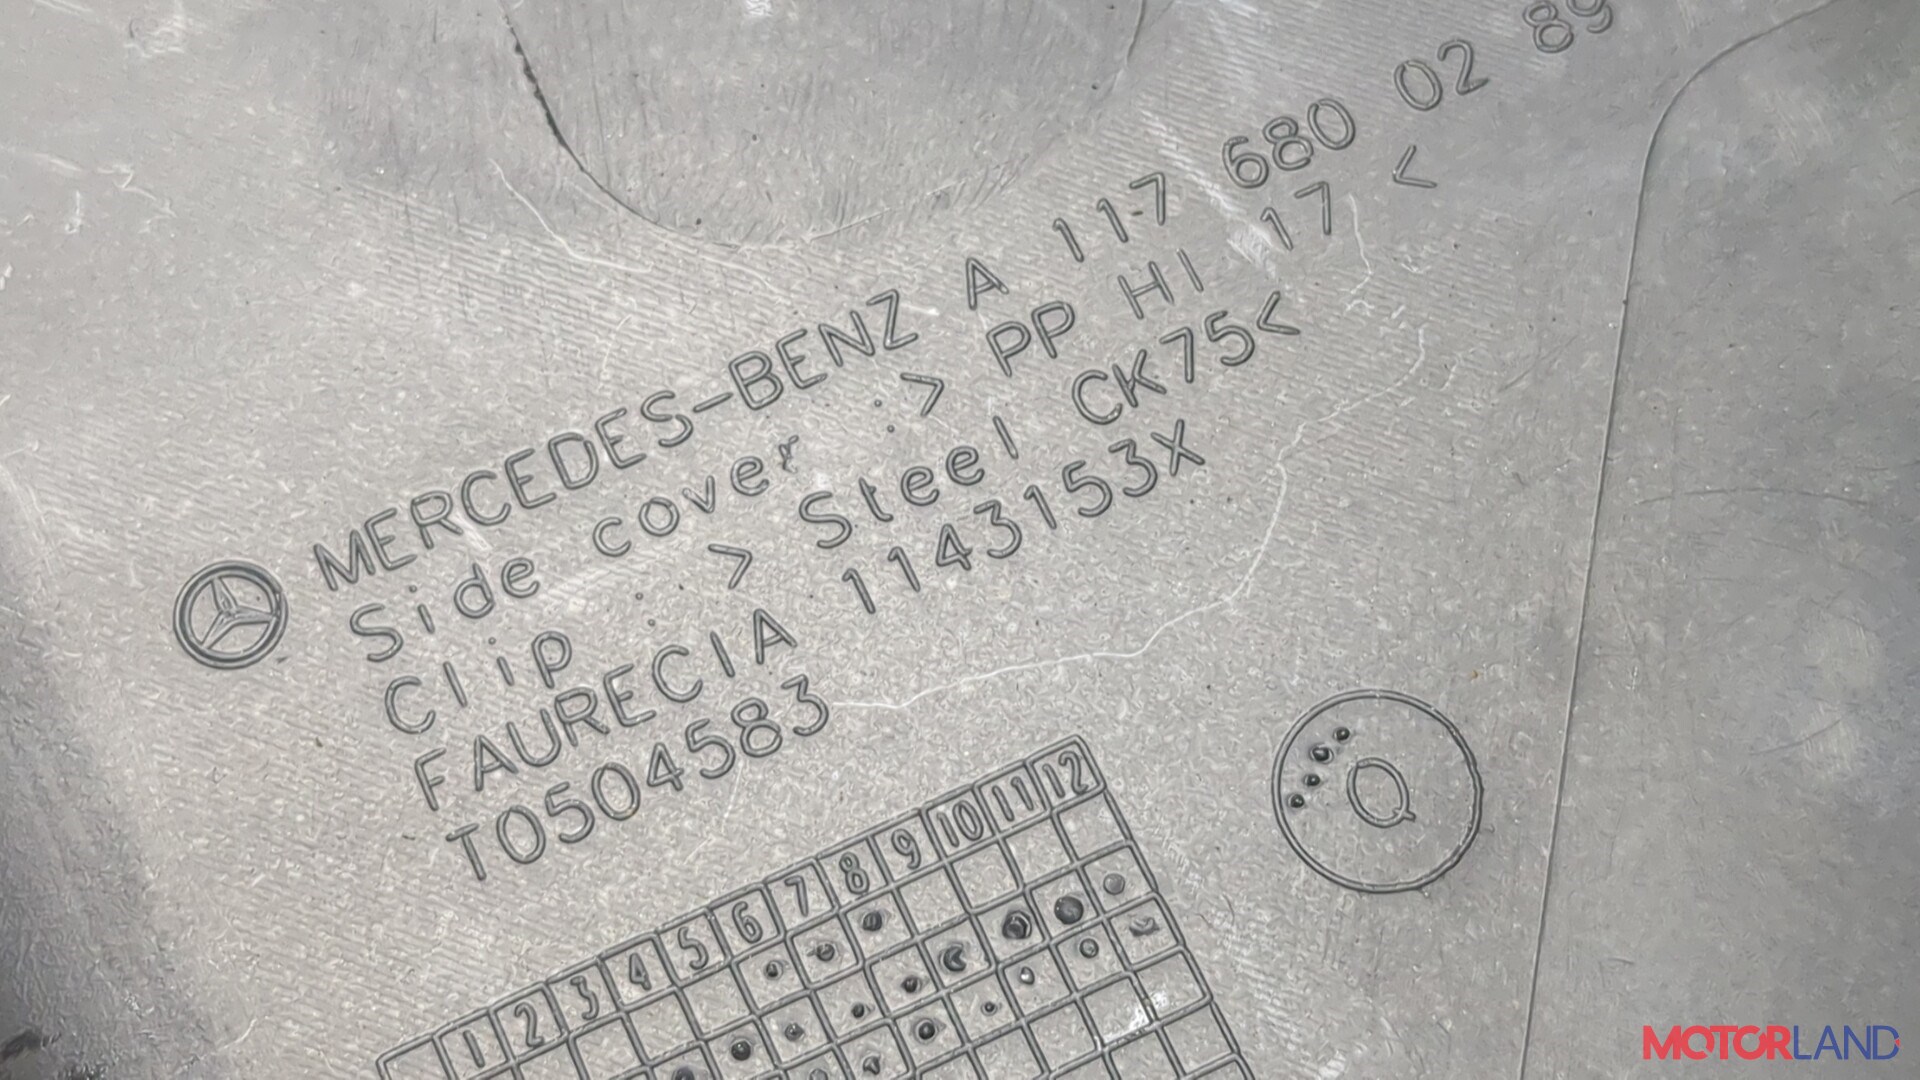 MERCEDES-BENZ A 117 680 02 89
Side cover :> PP HI 17 <
Clip : > Steel CK75<
FAURECIA 1143153X
T0504583
1 2 3 4 5 6 7 8 9 10 11 12
MOTORLAND